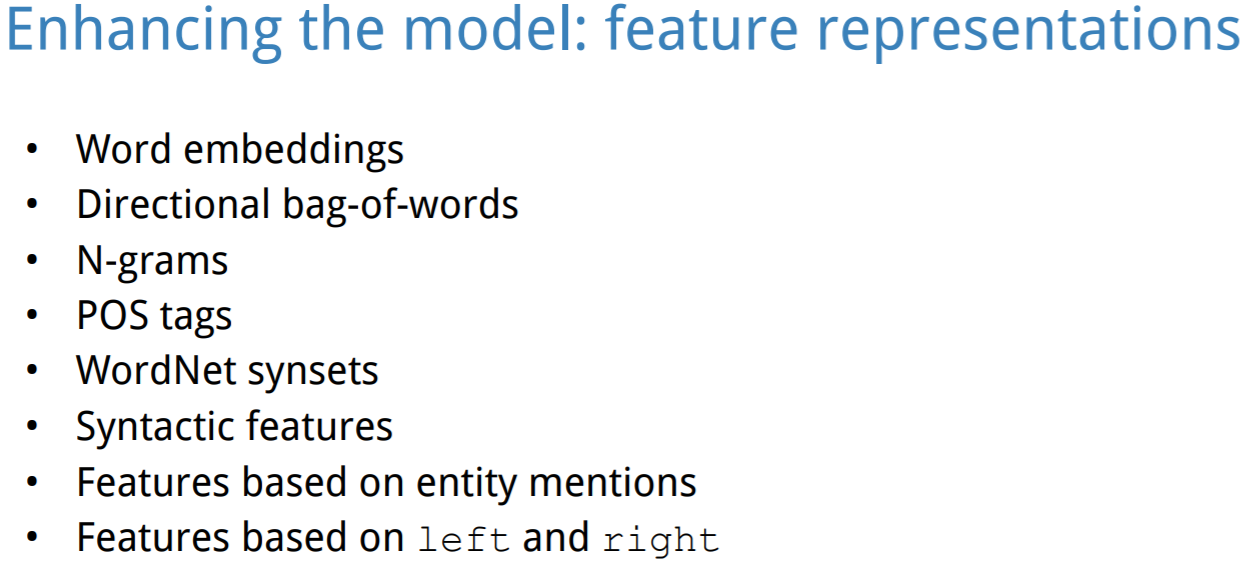 Enhancing the model: feature representations
• Word embeddings
• Directional bag-of-words
• N-grams
• POS tags
• WordNet synsets
• Syntactic features
• Features based on entity mentions
• Features based on left and right